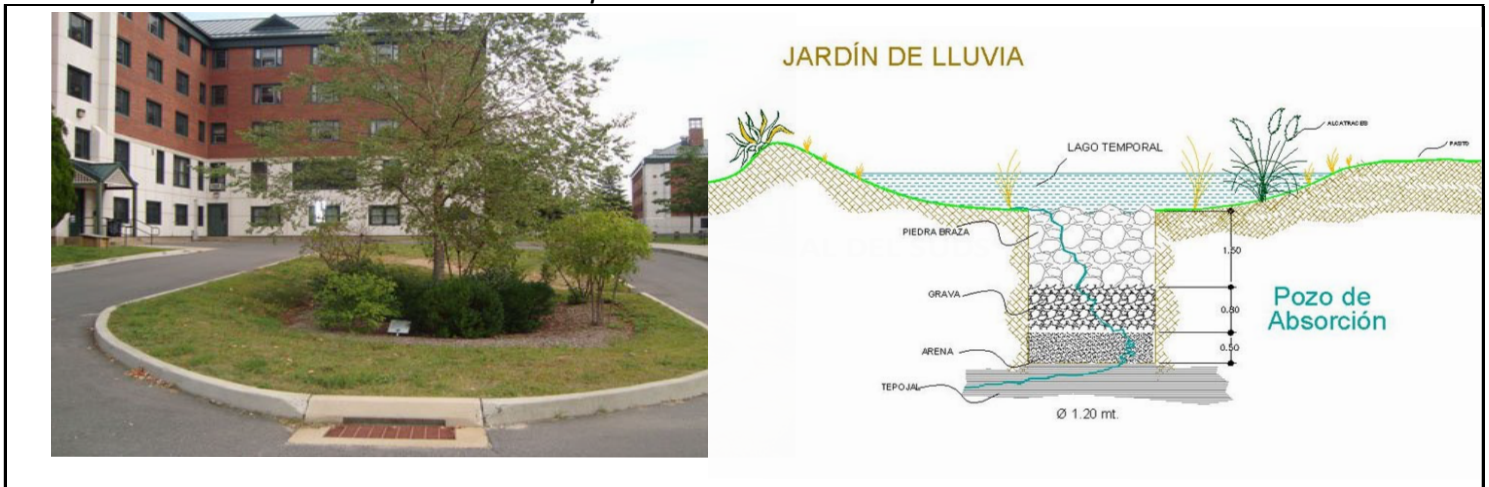 JARDÍN DE LLUVIA
ALCATRACES
PASTO
LAGO TEMPORAL
PIEDRA BRAZA
1.50
GRAVA
0.80
Pozo de
Absorción
ARENA
0.50
TEPOJAL
Ø 1.20 mt.